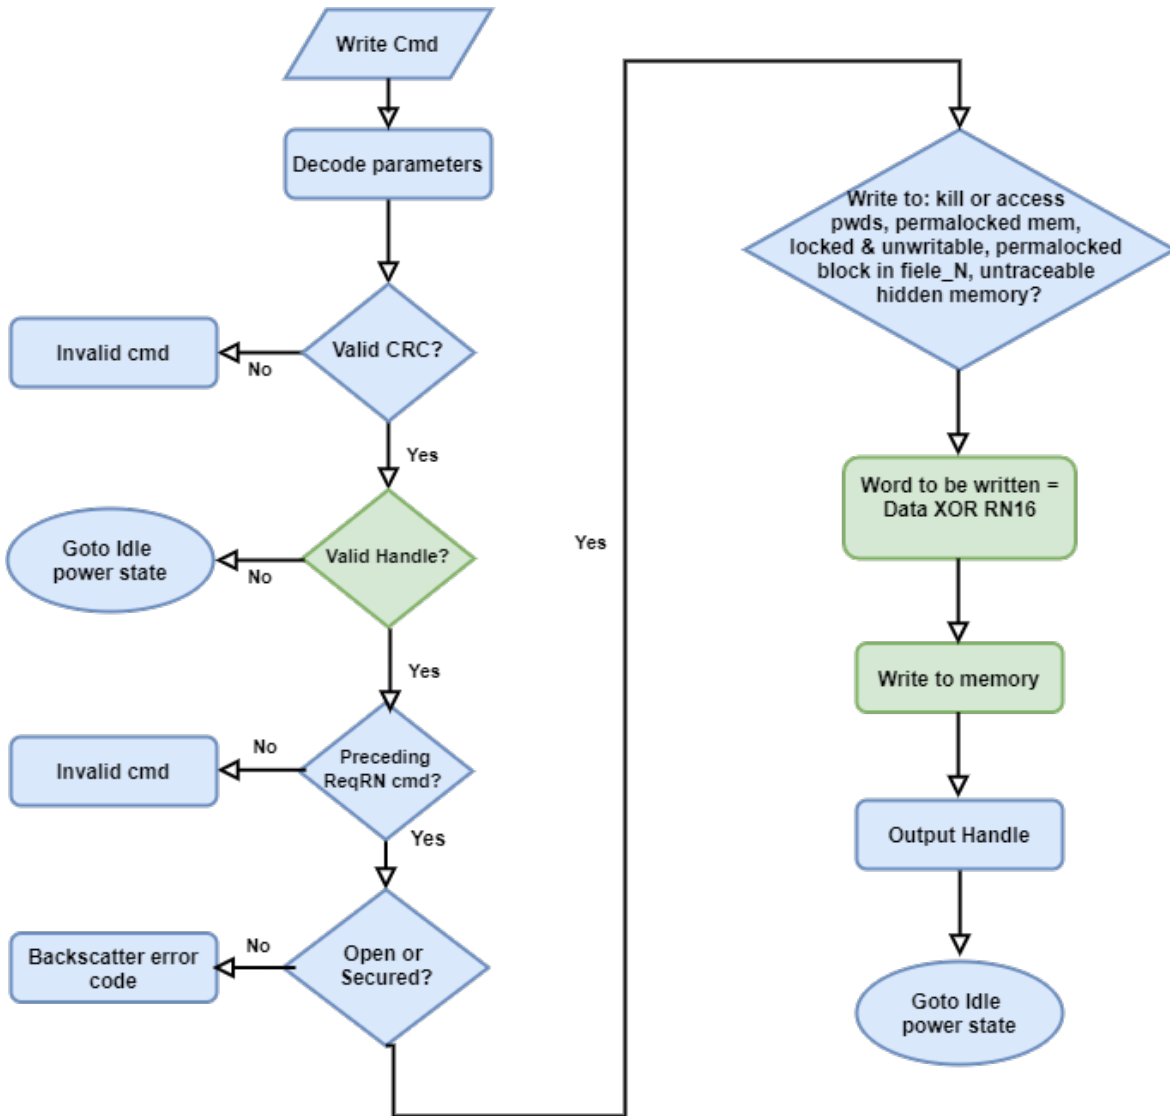 Write Cmd
Decode parameters
Valid CRC?
No
Invalid cmd
Yes
Valid Handle?
No
Goto Idle
power state
Yes
Preceding
ReqRN cmd?
No
Invalid cmd
Yes
Open or
Secured?
No
Backscatter error
code
Yes
Write to: kill or access
pwds, permalocked mem,
locked & unwritable, permalocked
block in fiele_N, untraceable
hidden memory?
Word to be written =
Data XOR RN16
Write to memory
Output Handle
Goto Idle
power state